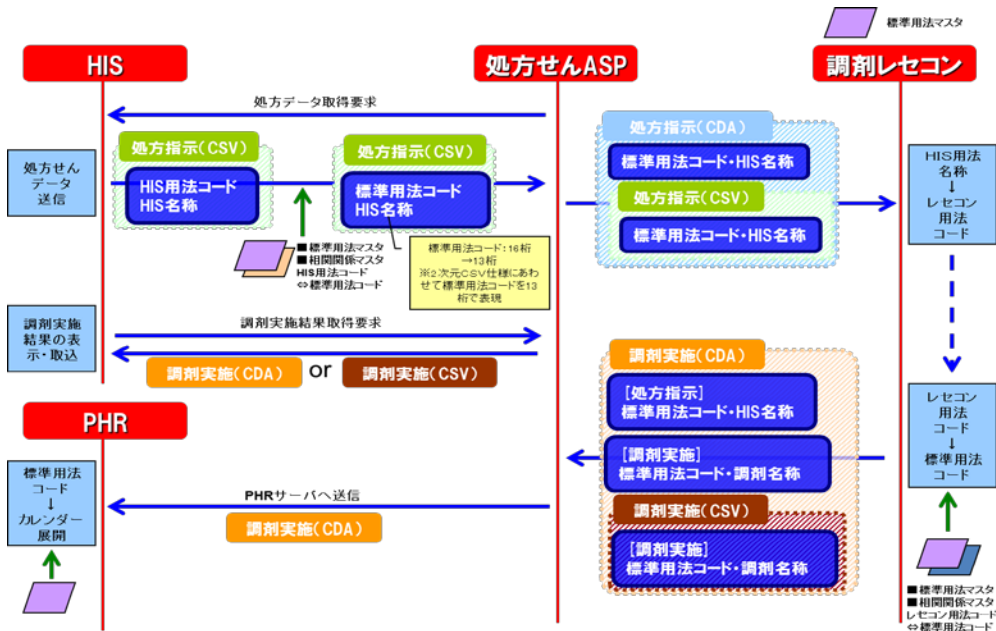 標準用法マスタ
HIS
処方せんASP
調剤レセコン
処方データ取得要求
処方せん
データ
送信
処方指示(CSV)
HIS用法コード
HIS名称
処方指示(CSV)
標準用法コード
HIS名称
■標準用法マスタ
■相関関係マスタ
HIS用法コード
⇔標準用法コード
標準用法コード:16桁
→13桁
※2次元CSV仕様にあわ
せて標準用法コードを13
桁で表現
処方指示(CDA)
標準用法コード・HIS名称
処方指示(CSV)
標準用法コード・HIS名称
HIS用法
名称
↓
レセコン
用法
コード
調剤実施
結果の表
示・取込
調剤実施結果取得要求
調剤実施(CDA) or 調剤実施(CSV)
調剤実施(CDA)
[処方指示]
標準用法コード・HIS名称
[調剤実施]
標準用法コード・調剤名称
調剤実施(CSV)
[調剤実施]
標準用法コード・調剤名称
レセコン
用法
コード
↓
標準用法
コード
■標準用法マスタ
■相関関係マスタ
レセコン用法コード
⇔標準用法コード
PHR
標準用法
コード
↓
カレンダー
展開
PHRサーバへ送信
調剤実施(CDA)